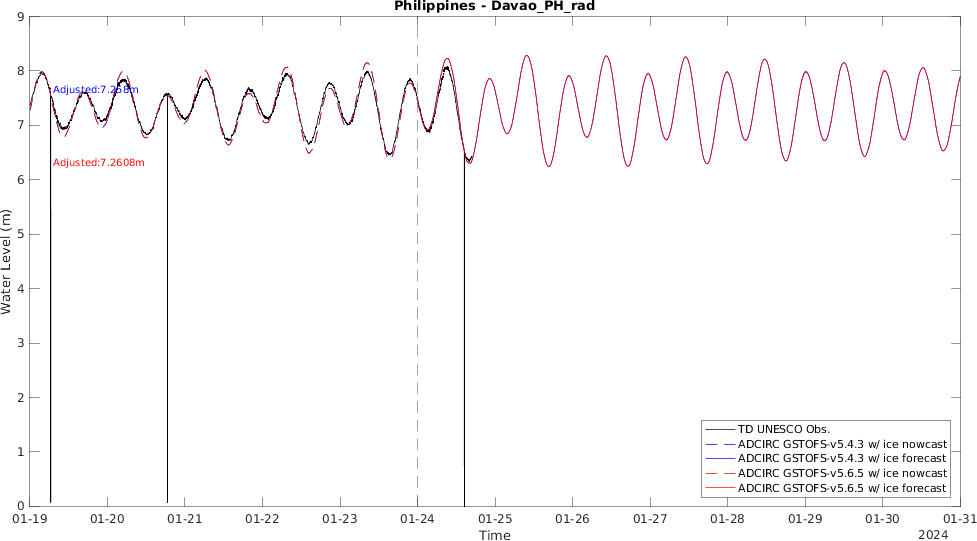 Philippines - Davao_PH_rad
9
8
7
6
5
4
3
2
1
0
Water Level (m)
Adjusted:7.258m
Adjusted:7.2608m
TD UNESCO Obs.
ADCIRC GSTOFS-v5.4.3 w/ ice nowcast
ADCIRC GSTOFS-v5.4.3 w/ ice forecast
ADCIRC GSTOFS-v5.6.5 w/ ice nowcast
ADCIRC GSTOFS-v5.6.5 w/ ice forecast
01-19 01-20 01-21 01-22 01-23 01-24 01-25 01-26 01-27 01-28 01-29 01-30 01-31
Time
2024